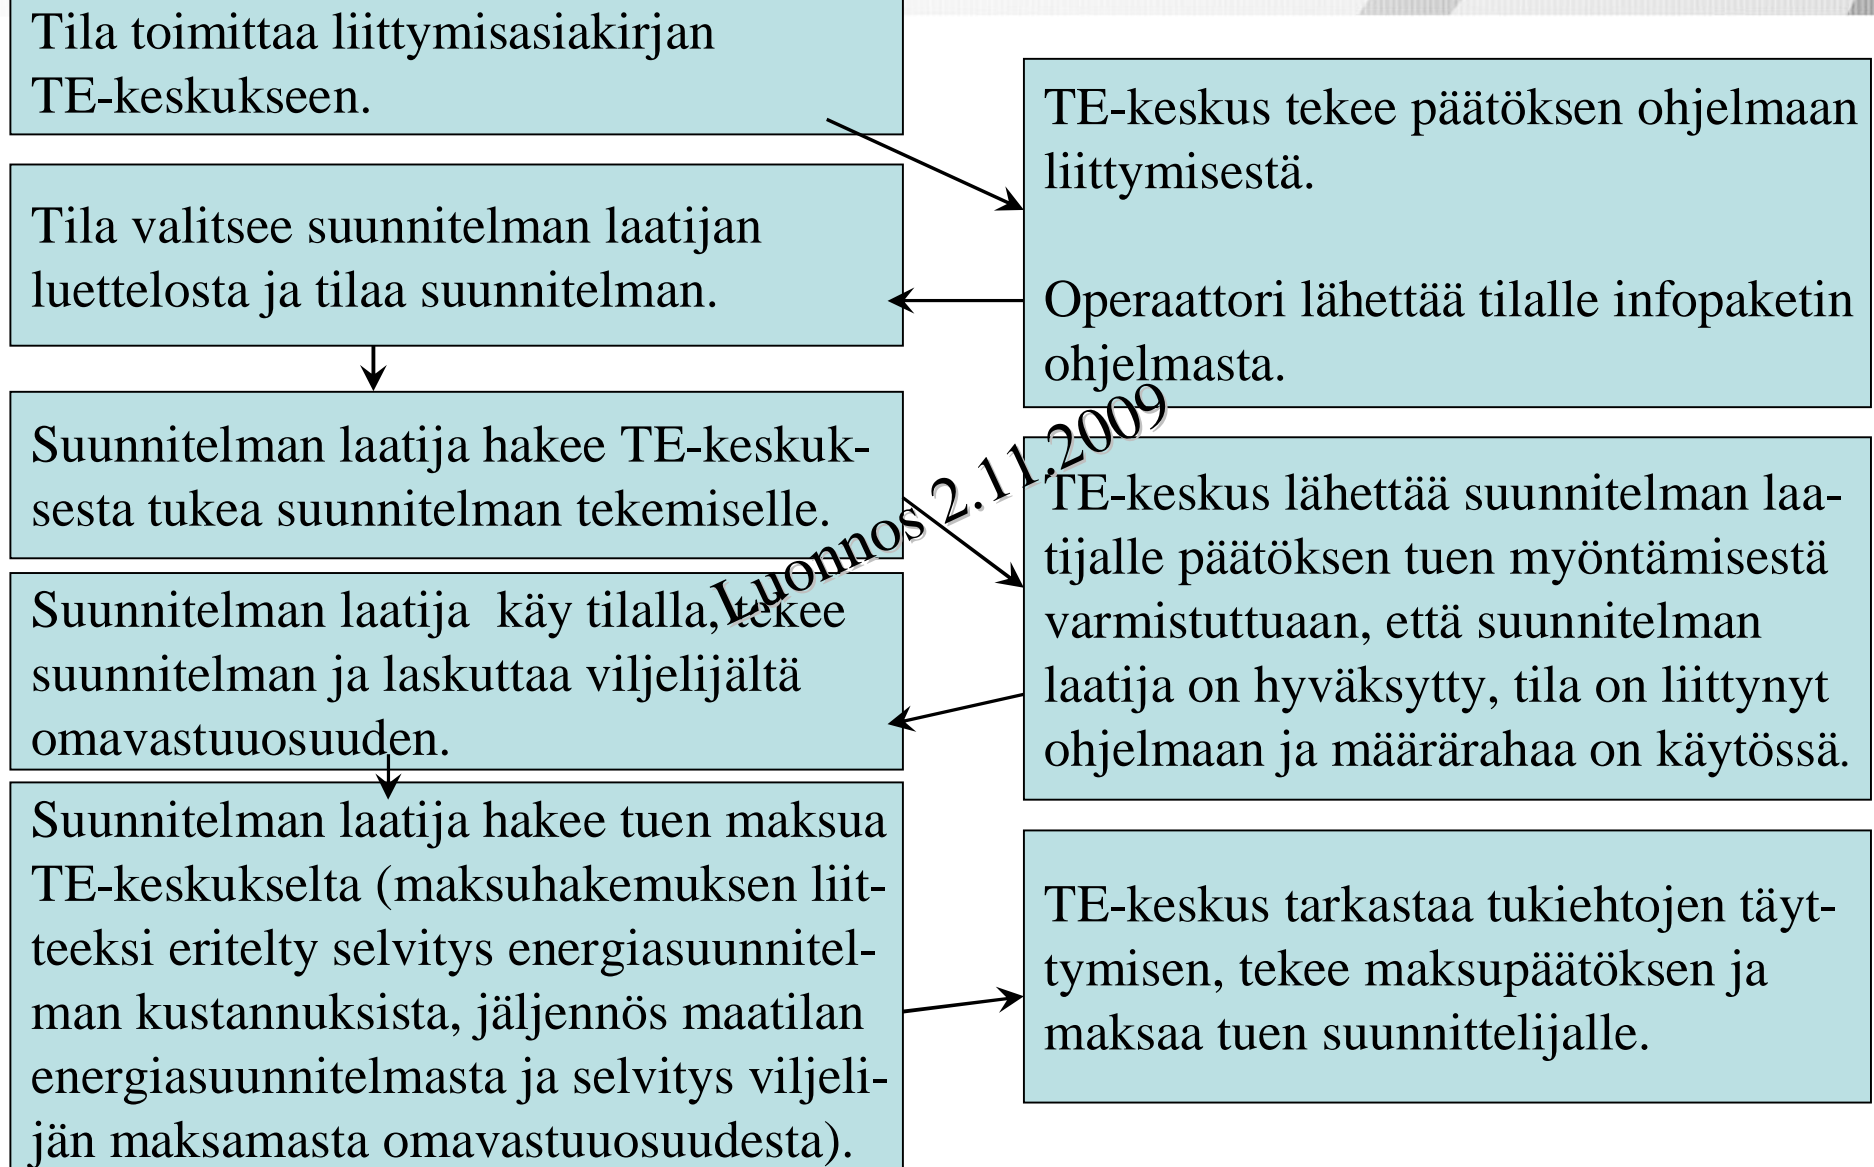 Tila toimittaa liittymisasiakirjan
TE-keskukseen.
TE-keskus tekee päätöksen ohjelmaan
liittymisestä.
Operaattori lähettää tilalle infopaketin
ohjelmasta.
Tila valitsee suunnitelman laatijan
luettelosta ja tilaa suunnitelman.
Suunnitelman laatija hakee TE-keskuk-
sesta tukea suunnitelman tekemiselle.
Luonnos 2.11.2009
TE-keskus lähettää suunnitelman laa-
tijalle päätöksen tuen myöntämisestä
varmistuttuaan, että suunnitelman
laatija on hyväksytty, tila on liittynyt
ohjelmaan ja määrärahaa on käytössä.
Suunnitelman laatija  käy tilalla, tekee
suunnitelman ja laskuttaa viljelijältä
omavastuuosuuden.
Suunnitelman laatija hakee tuen maksua
TE-keskukselta (maksuhakemuksen liit-
teeksi eritelty selvitys energiasuunnitel-
man kustannuksista, jäljennös maatilan
energiasuunnitelmasta ja selvitys viljeli-
jän maksamasta omavastuuosuudesta).
TE-keskus tarkastaa tukiehtojen täyt-
tymisen, tekee maksupäätöksen ja
maksaa tuen suunnittelijalle.